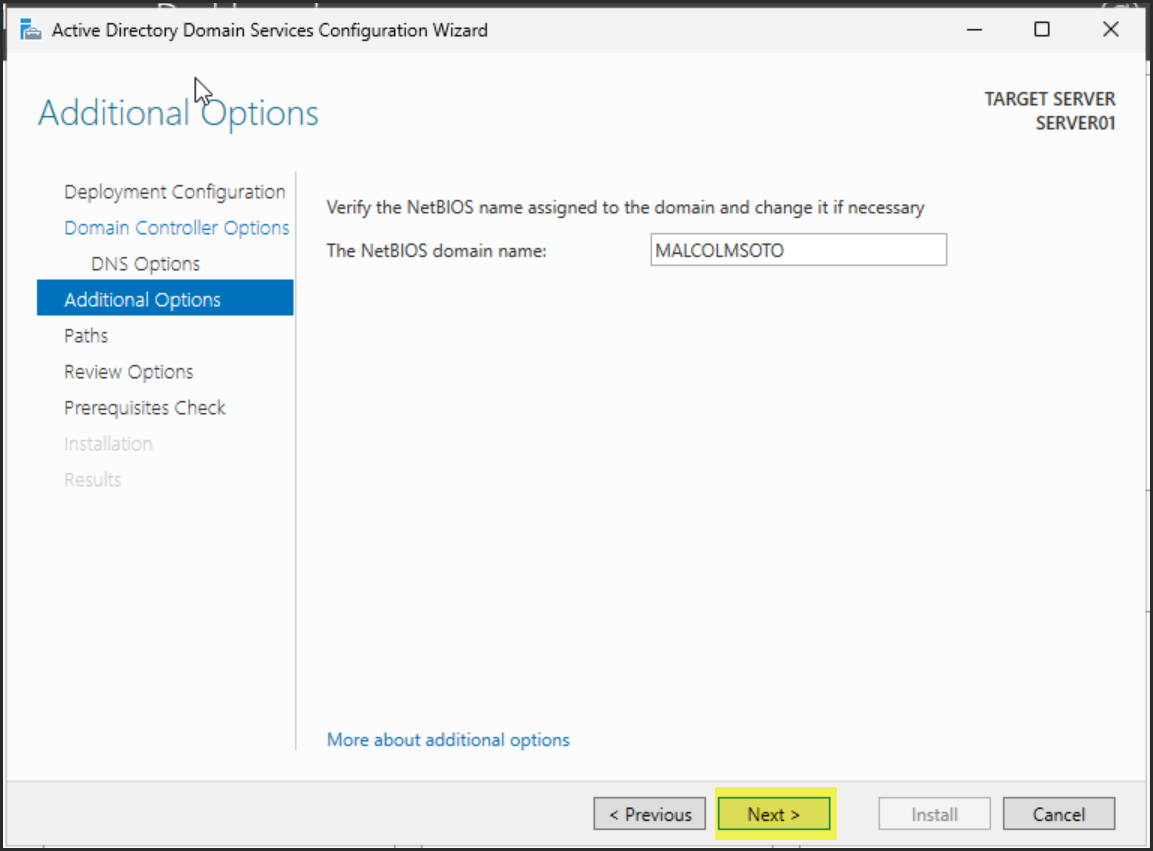 Active Directory Domain Services Configuration Wizard
Additional Options
TARGET SERVER
SERVER01
Deployment Configuration
Domain Controller Options
DNS Options
Additional Options
Paths
Review Options
Prerequisites Check
Installation
Results
Verify the NetBIOS name assigned to the domain and change it if necessary
The NetBIOS domain name: MALCOLMSOTO
More about additional options
< Previous Next > Install Cancel